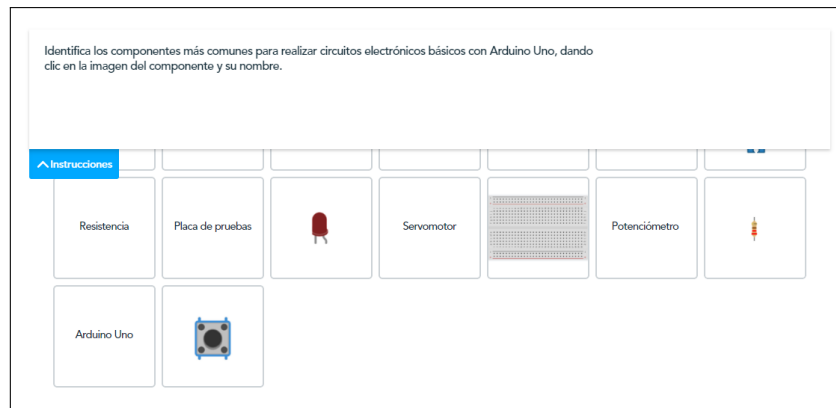 Identifica los componentes más comunes para realizar circuitos electrónicos básicos con Arduino Uno, dando
clic en la imagen del componente y su nombre.
Instrucciones
Resistencia
Placa de pruebas
Servomotor
Potenciómetro
Arduino Uno